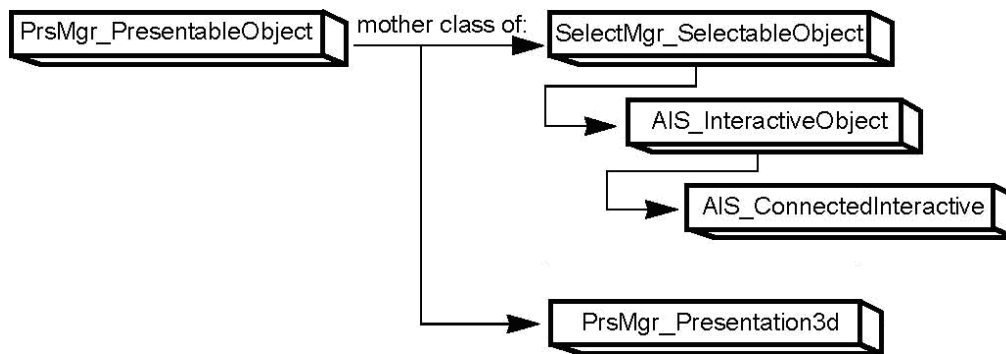 PrsMgr_PresentableObject
mother class of:
SelectMgr_SelectableObject
AIS_InteractiveObject
AIS_ConnectedInteractive
PrsMgr_Presentation3d